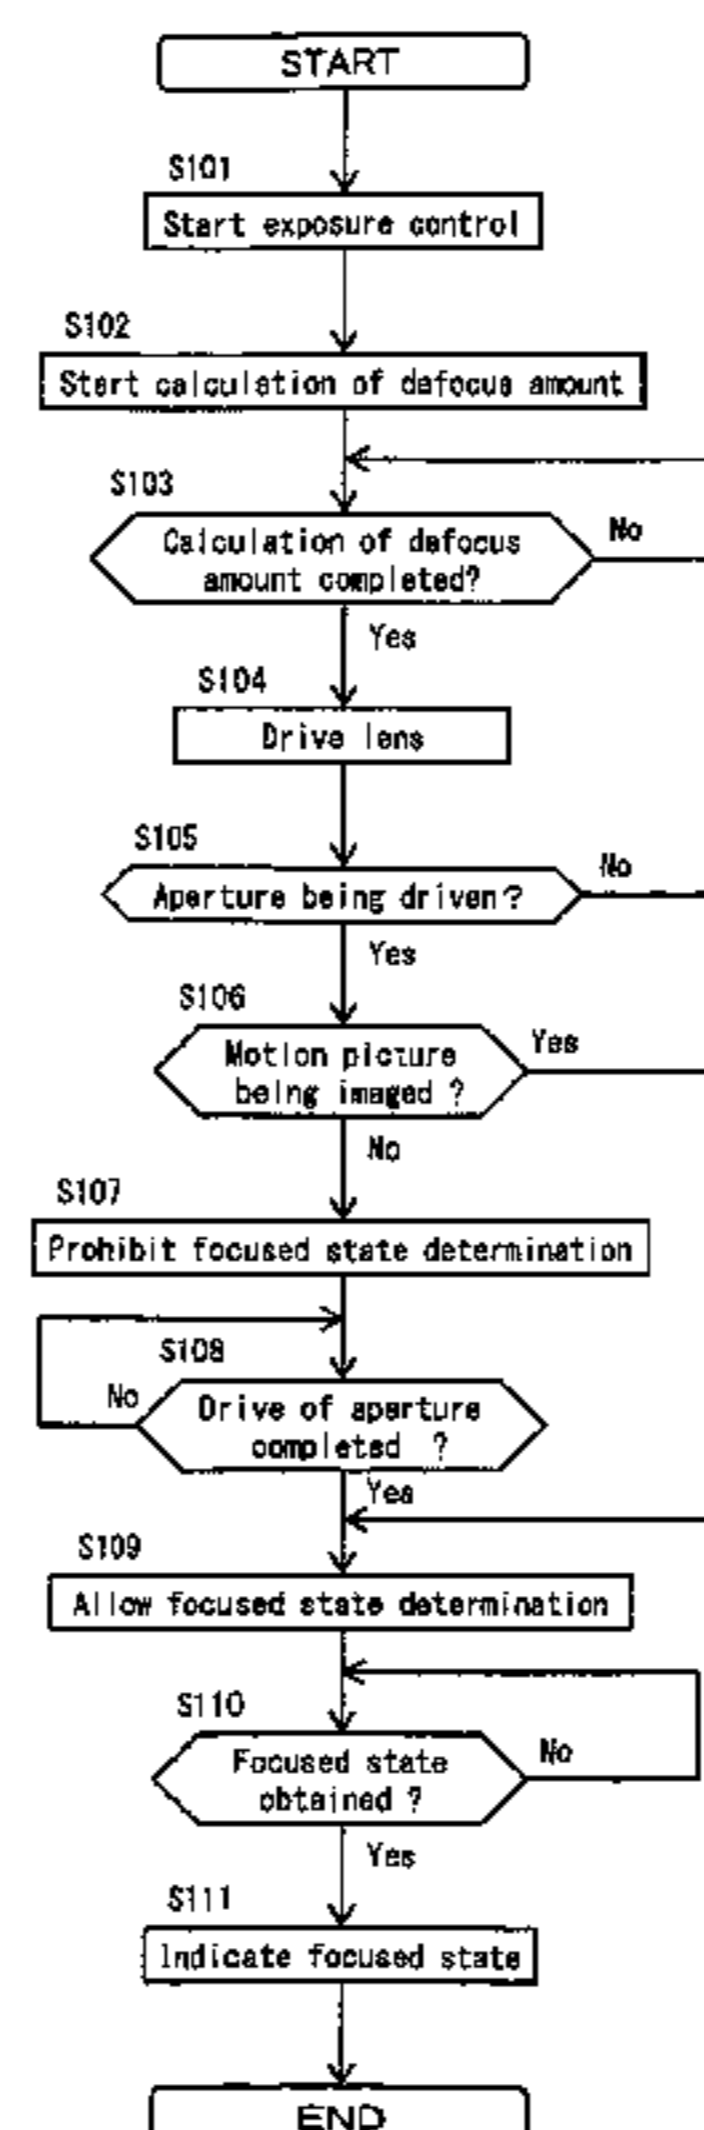 START
S101
Start exposure control
S102
Start calculation of defocus amount
S103
Calculation of defocus
amount completed?
No
Yes
S104
Drive lens
S105
Aperture being driven?
No
Yes
S106
Motion picture
being imaged ?
Yes
No
S107
Prohibit focused state determination
S108
No
Drive of aperture
completed ?
Yes
S109
Allow focused state determination
S110
Focused state
obtained ?
No
Yes
S111
Indicate focused state
END